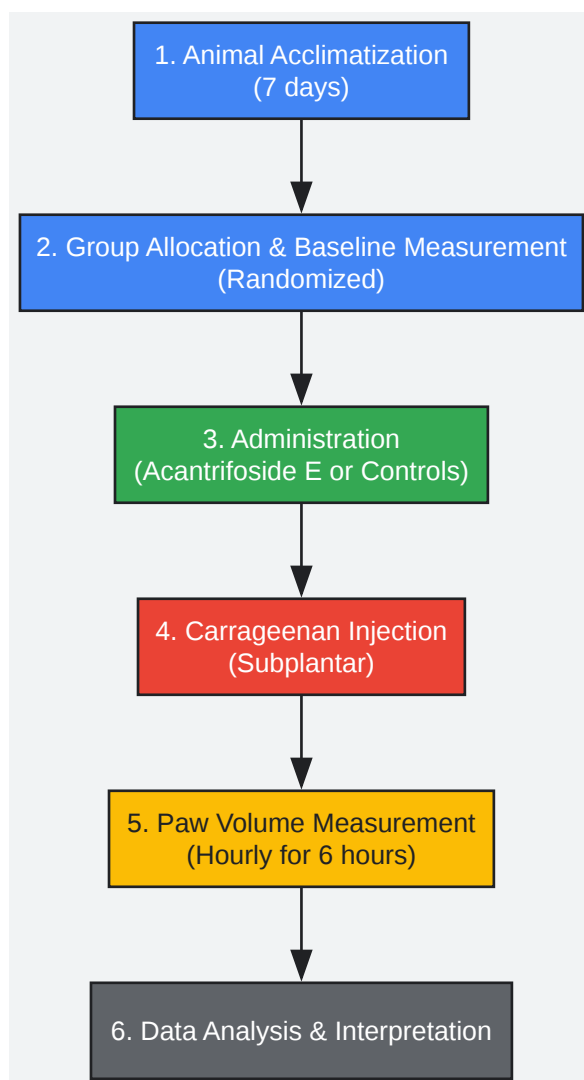 1. Animal Acclimatization
(7 days)
2. Group Allocation & Baseline Measurement
(Randomized)
3. Administration
(Acantrifoside E or Controls)
4. Carrageenan Injection
(Subplantar)
5. Paw Volume Measurement
(Hourly for 6 hours)
6. Data Analysis & Interpretation